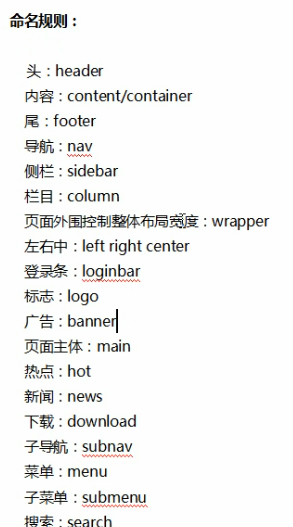 命名规则：
头：header
内容：content/container
尾：footer
导航：nav
侧栏：sidebar
栏目：column
页面外围控制整体布局宽度：wrapper
左右中：left right center
登录条：loginbar
标志：logo
广告：banner
页面主体：main
热点：hot
新闻：news
下载：download
子导航：subnav
菜单：menu
子菜单：submenu
搜索：search